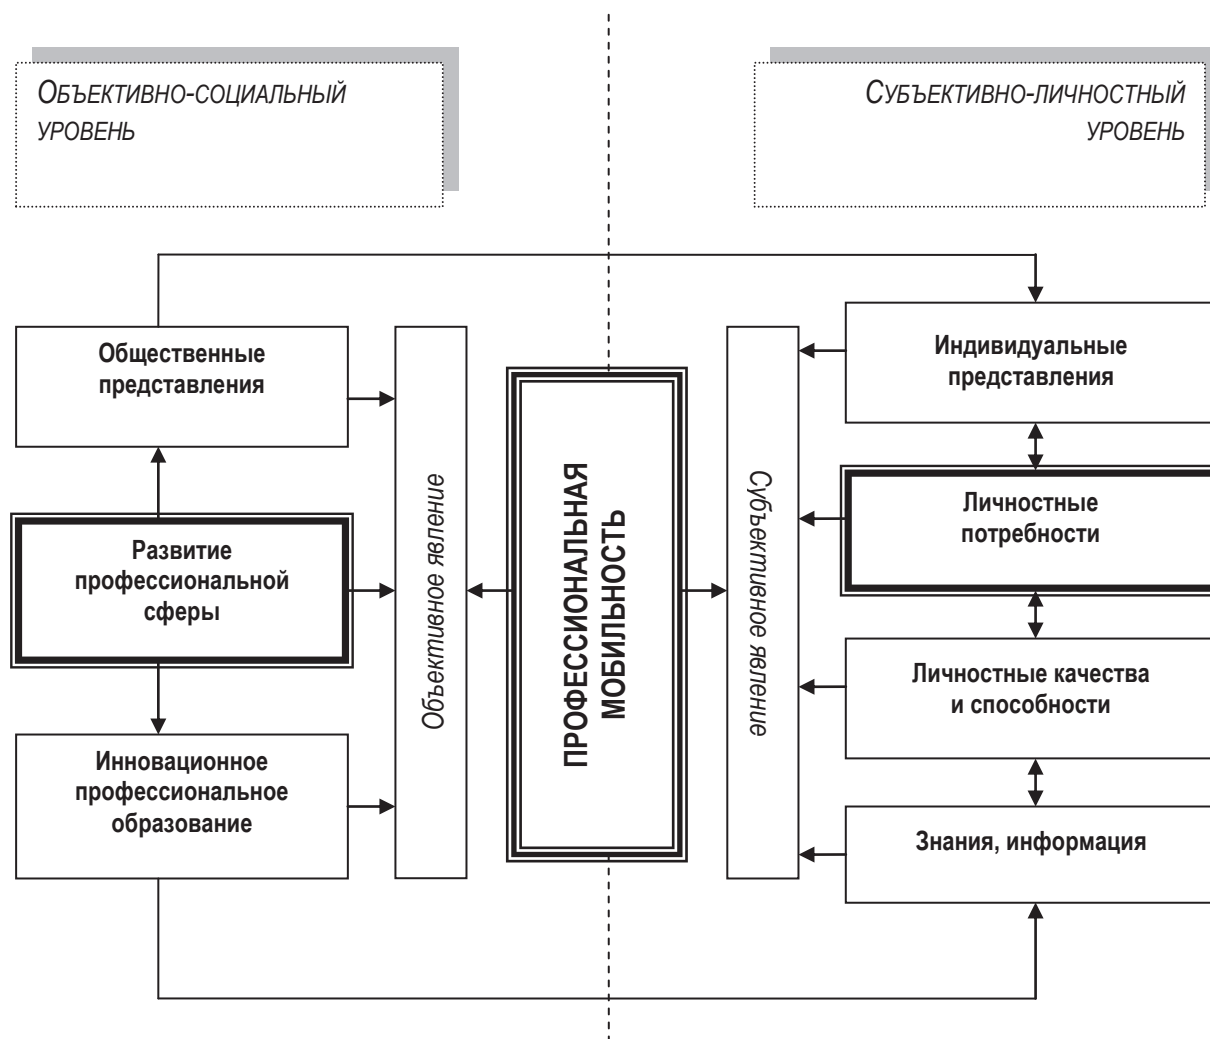 ОБЪЕКТИВНО-СОЦИАЛЬНЫЙ
УРОВЕНЬ
СУБЪЕКТИВНО-ЛИЧНОСТНЫЙ
УРОВЕНЬ
Общественные
представления
Развитие
профессиональной
сферы
Инновационное
профессиональное
образование
Объективное явление
ПРОФЕССИОНАЛЬНАЯ
МОБИЛЬНОСТЬ
Субъективное явление
Индивидуальные
представления
Личностные
потребности
Личностные качества
и способности
Знания, информация